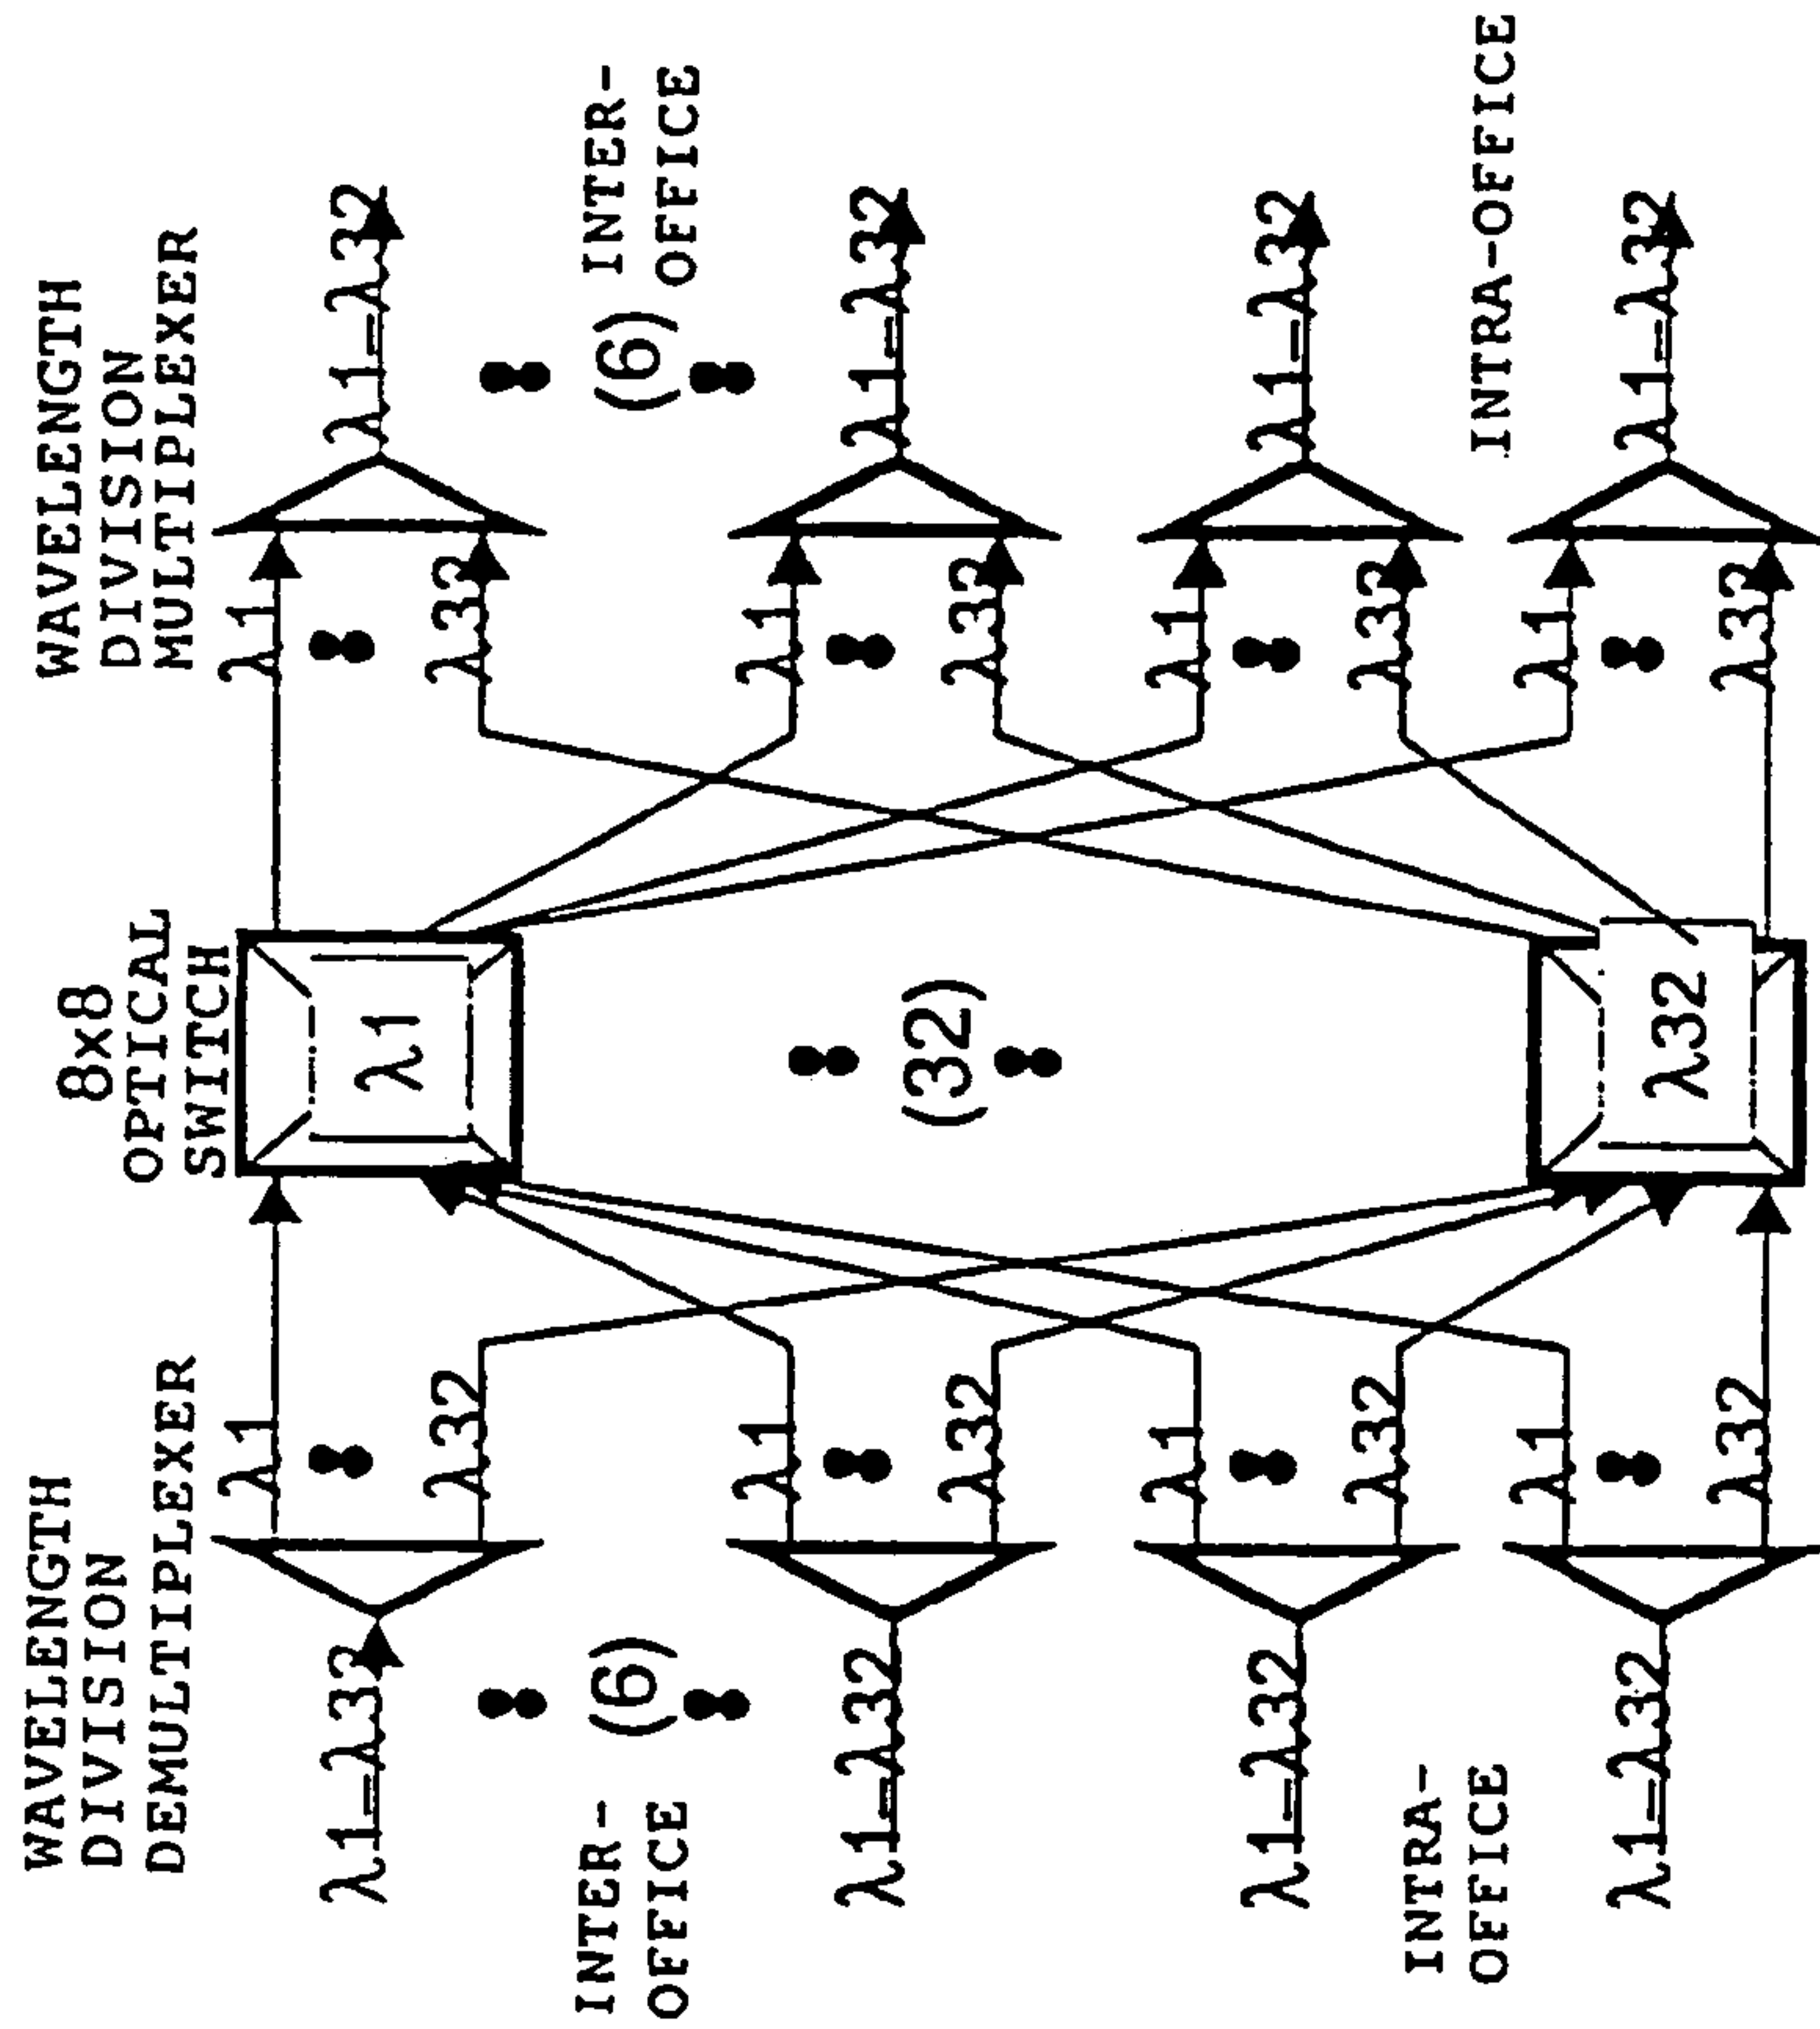 WAVELENGTH
DIVISION
DEMULTIPLEXER
8x8
OPTICAL
SWITCH
WAVELENGTH
DIVISION
MULTIPLEXER
λ1-λ32
λ1
λ32
λ1
λ1
λ32
λ1-λ32
INTER-
OFFICE
(6)
(32)
(6)
INTER-
OFFICE
λ1-λ32
λ1
λ32
λ1
λ32
λ1-λ32
λ1-λ32
λ1
λ32
λ1
λ32
λ1-λ32
INTRA-
OFFICE
INTRA-OFFICE
λ1-λ32
λ1
λ32
λ32
λ1
λ32
λ1-λ32